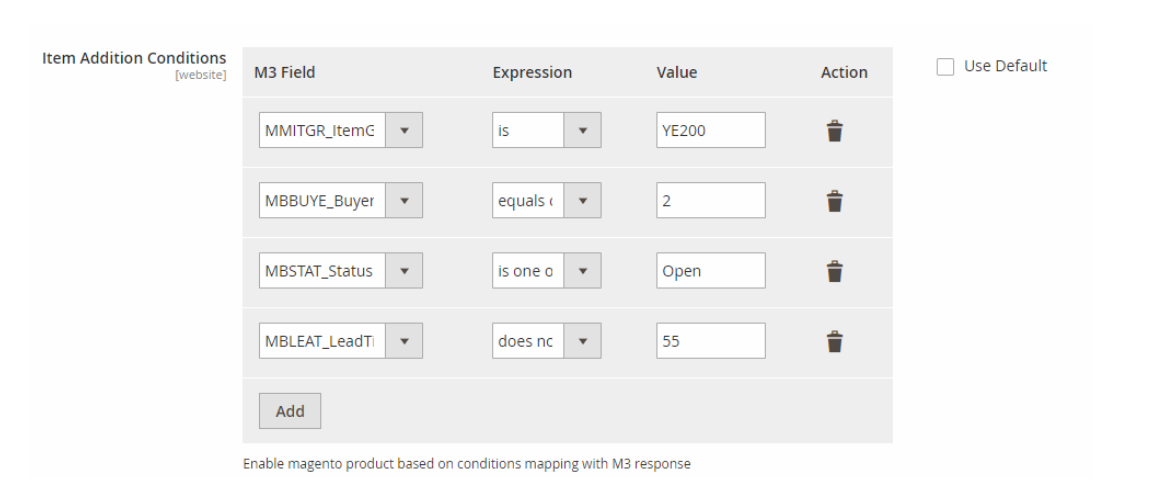 Item Addition Conditions
[website]
M3 Field Expression Value Action
Use Default
MMITGR_ItemG is YE200
MBBUYE_Buyer equals 2
MBSTAT_Status is one o Open
MBLEAT_LeadTi does no 55
Add
Enable magento product based on conditions mapping with M3 response